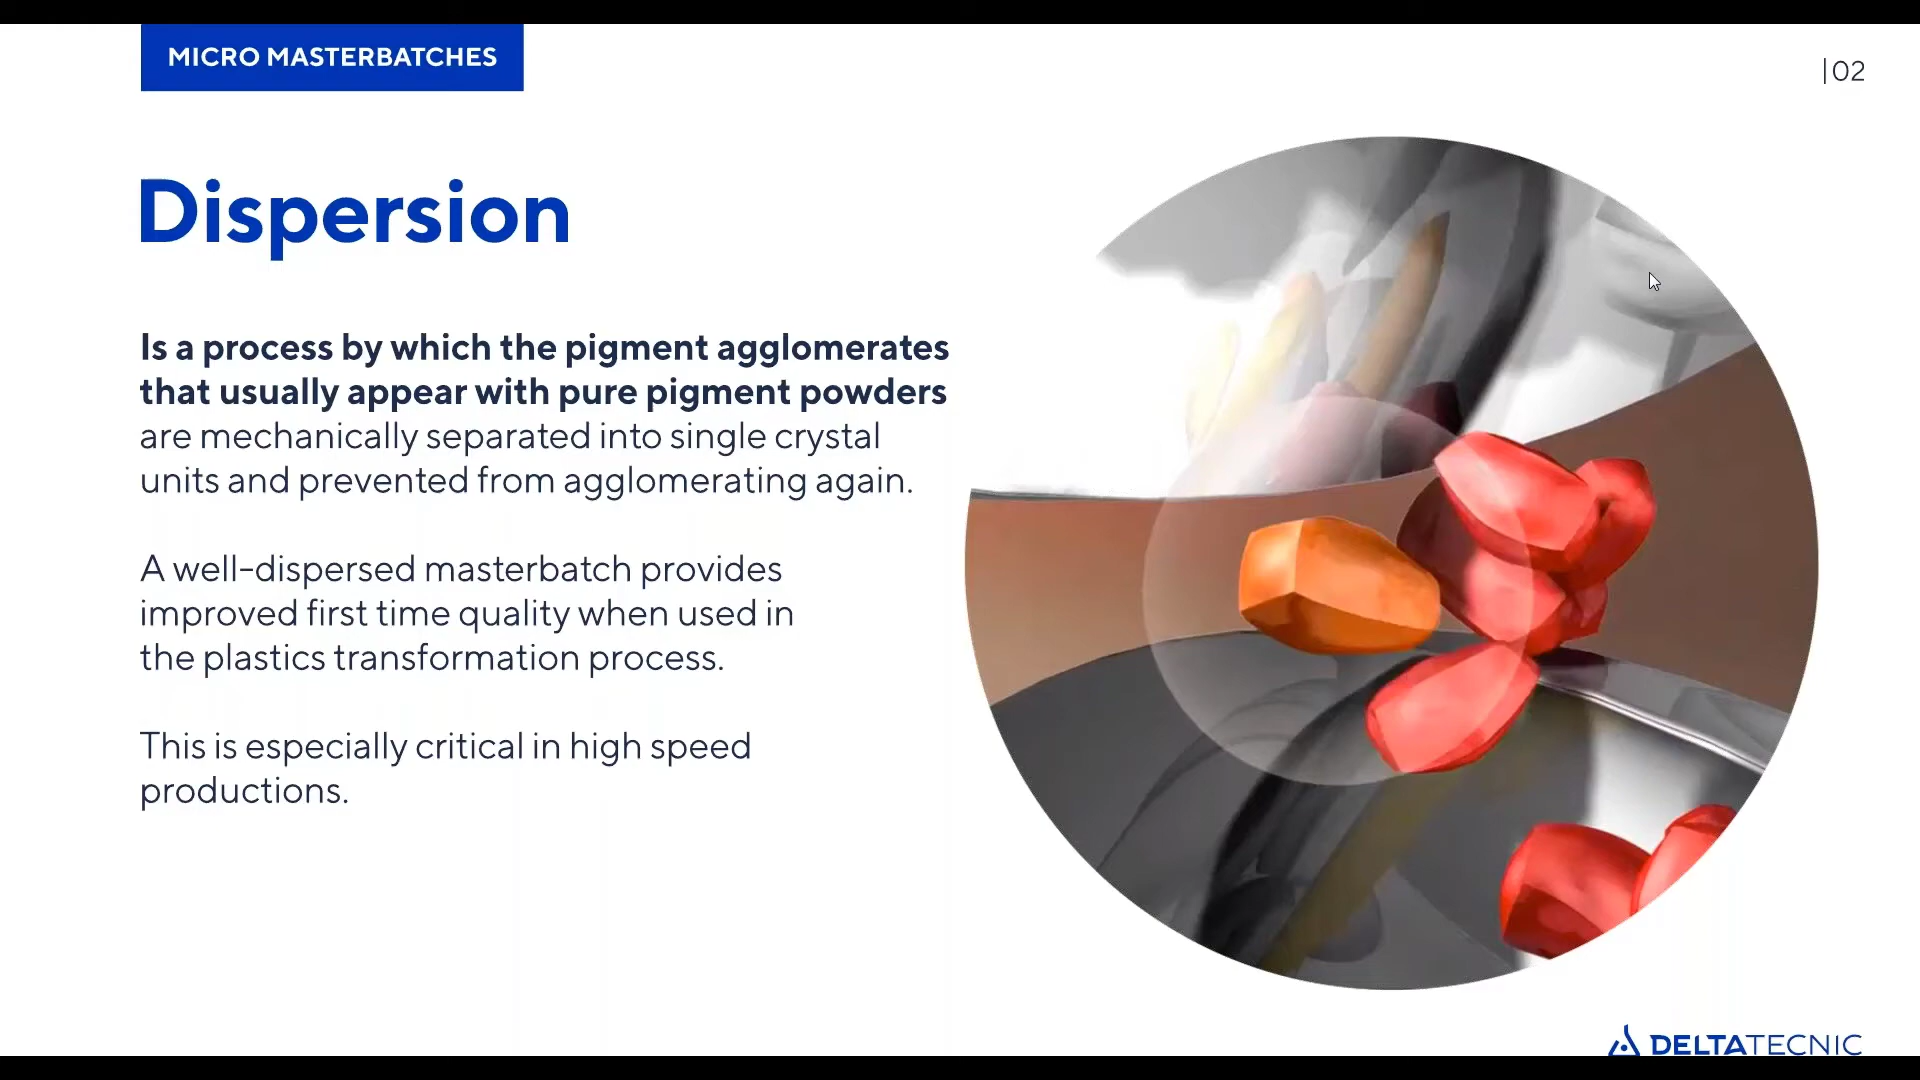 MICRO MASTERBATCHES
|02
Dispersion
Is a process by which the pigment agglomerates
that usually appear with pure pigment powders
are mechanically separated into single crystal
units and prevented from agglomerating again.
A well-dispersed masterbatch provides
improved first time quality when used in
the plastics transformation process.
This is especially critical in high speed
productions.
DELTATECNIC